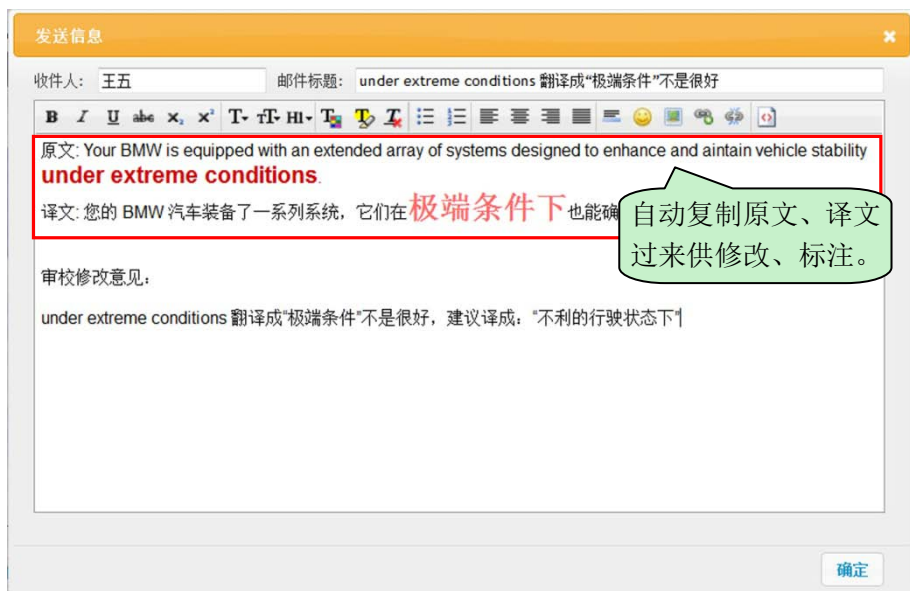 发送信息
收件人: 王五 邮件标题: under extreme conditions 翻译成“极端条件”不是很好
B I U abc x₂ x² T T H1 T T T
原文: Your BMW is equipped with an extended array of systems designed to enhance and aintain vehicle stability
under extreme conditions.
译文: 您的 BMW 汽车装备了一系列系统，它们在极端条件下也能确
自动复制原文、译文
过来供修改、标注。
审校修改意见：
under extreme conditions 翻译成“极端条件”不是很好，建议译成：“不利的行驶状态下”
确定